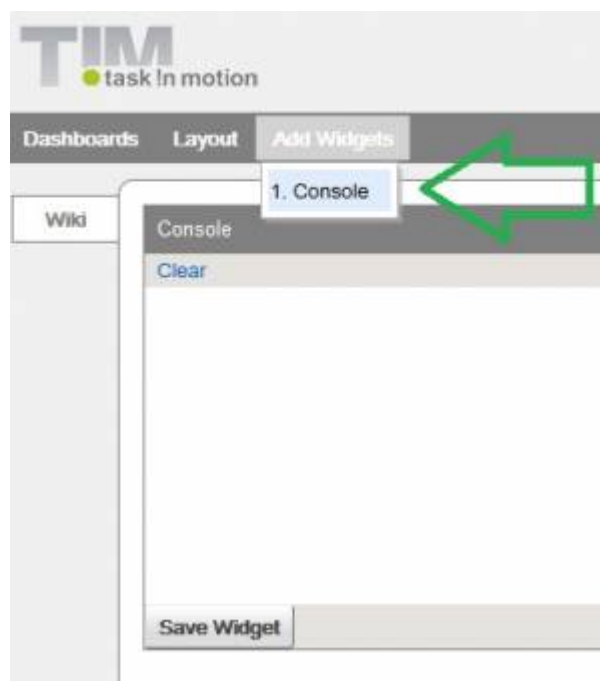 TIM
task !n motion
Dashboards Layout Add Widgets
1. Console
Wiki
Console
Clear
Save Widget